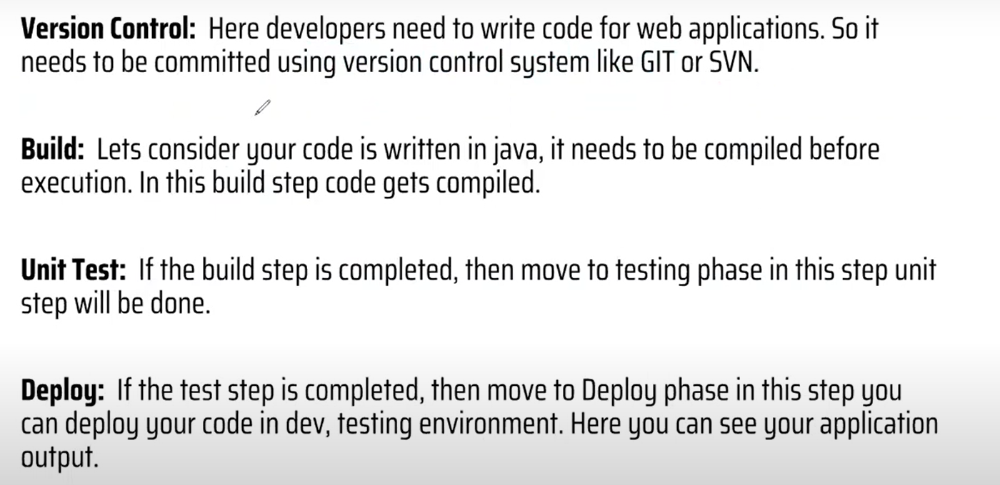 Version Control: Here developers need to write code for web applications. So it
needs to be committed using version control system like GIT or SVN.
Build: Lets consider your code is written in java, it needs to be compiled before
execution. In this build step code gets compiled.
Unit Test: If the build step is completed, then move to testing phase in this step unit
step will be done.
Deploy: If the test step is completed, then move to Deploy phase in this step you
can deploy your code in dev, testing environment. Here you can see your application
output.